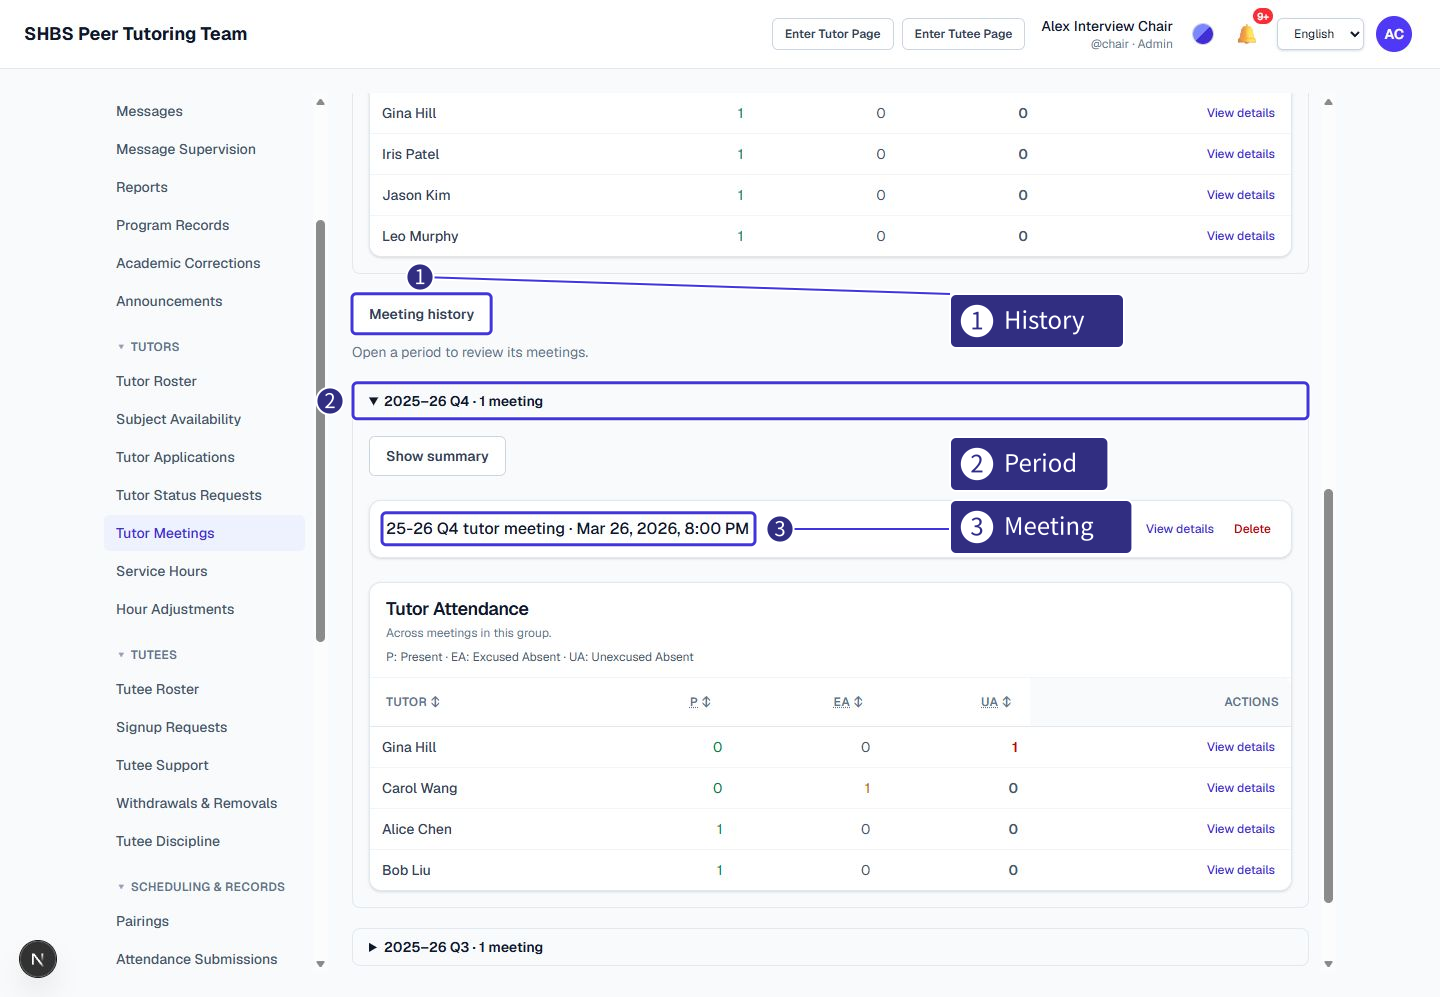 SHBS Peer Tutoring Team
Enter Tutor Page
Enter Tutee Page
Alex Interview Chair
@chair · Admin
9+
English
AC
Messages
Message Supervision
Reports
Program Records
Academic Corrections
Announcements
TUTORS
Tutor Roster
Subject Availability
Tutor Applications
Tutor Status Requests
Tutor Meetings
Service Hours
Hour Adjustments
TUTEES
Tutee Roster
Signup Requests
Tutee Support
Withdrawals & Removals
Tutee Discipline
SCHEDULING & RECORDS
Pairings
Attendance Submissions
N
Gina Hill 1 0 0 View details
Iris Patel 1 0 0 View details
Jason Kim 1 0 0 View details
Leo Murphy 1 0 0 View details
1
Meeting history
1 History
Open a period to review its meetings.
2
2025–26 Q4 · 1 meeting
Show summary
2 Period
25-26 Q4 tutor meeting · Mar 26, 2026, 8:00 PM
3
3 Meeting
View details
Delete
Tutor Attendance
Across meetings in this group.
P: Present · EA: Excused Absent · UA: Unexcused Absent
TUTOR P EA UA ACTIONS
Gina Hill 0 0 1 View details
Carol Wang 0 1 0 View details
Alice Chen 1 0 0 View details
Bob Liu 1 0 0 View details
2025–26 Q3 · 1 meeting